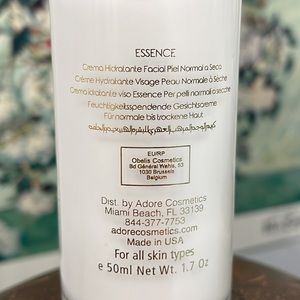 ESSENCE
Crema Hidratante Facial Piel Normal a Seca
Crème Hydratante Visage Peau Normale à Sèche
Crema idratante viso Essence Per pelli normal a secche
Feuchtigkeitsspendende Gesichtscreme
Für normale bis trockene Haut
EU/RP
Obelis Cosmetics
Bd Général Wahis, 53
1030 Brussels
Belgium
Dist. by Adore Cosmetics
Miami Beach, FL 33139
844-377-7753
adorecosmetics.com
Made in USA
For all skin types
e 50ml Net Wt. 1.7 Oz